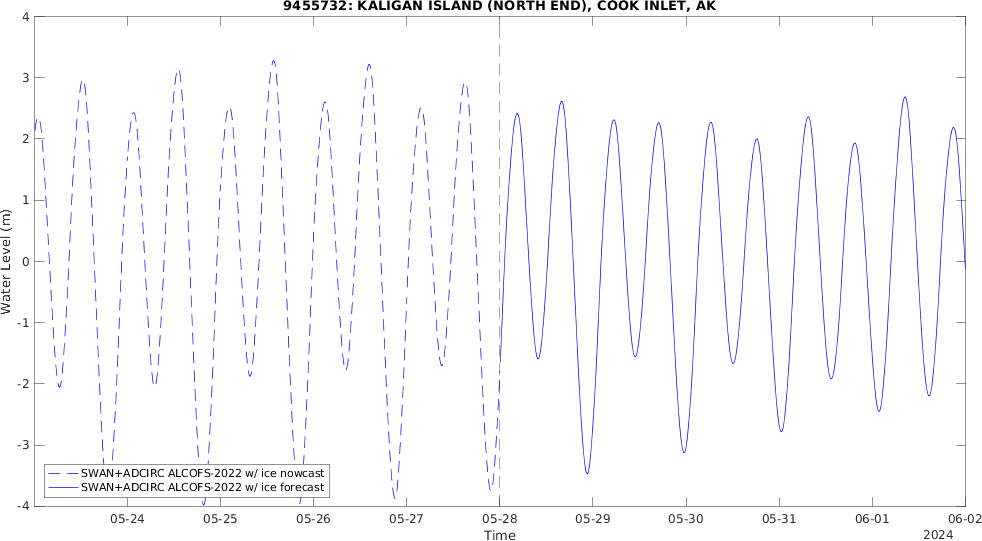 9455732: KALIGAN ISLAND (NORTH END), COOK INLET, AK
4
3
2
1
0
-1
-2
-3
-4
Water Level (m)
SWAN+ADCIRC ALCOFS-2022 w/ ice nowcast
SWAN+ADCIRC ALCOFS-2022 w/ ice forecast
05-24 05-25 05-26 05-27 05-28 05-29 05-30 05-31 06-01 06-02
Time
2024